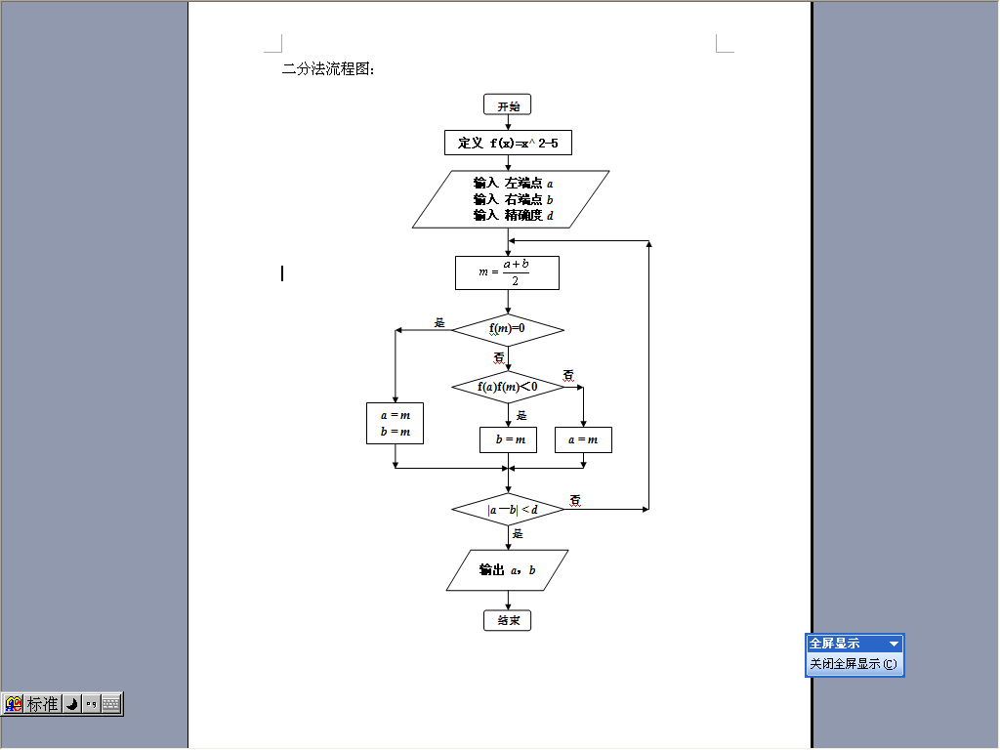 二分法流程图：
开始
定义 f(x)=x^2-5
输入 左端点 a
输入 右端点 b
输入 精确度 d
m = (a+b)/2
是
f(m)=0
否
否
f(a)f(m)<0
a = m
b = m
是
b = m
a = m
否
|a—b| < d
是
输出 a，b
结束
全屏显示
关闭全屏显示(C)
标准